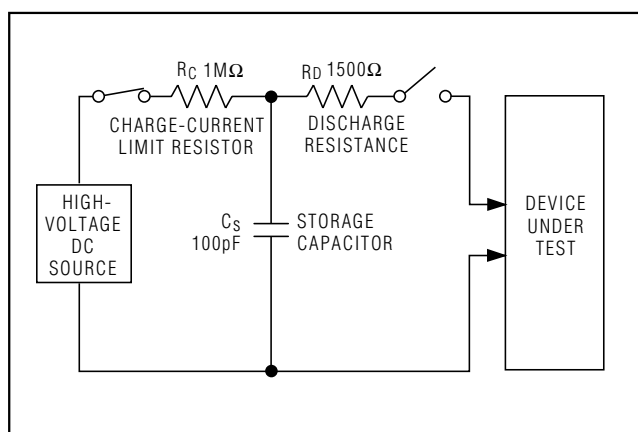 RC 1MΩ
CHARGE-CURRENT
LIMIT RESISTOR
RD 1500Ω
DISCHARGE
RESISTANCE
HIGH-
VOLTAGE
DC
SOURCE
CS
100pF
STORAGE
CAPACITOR
DEVICE
UNDER
TEST